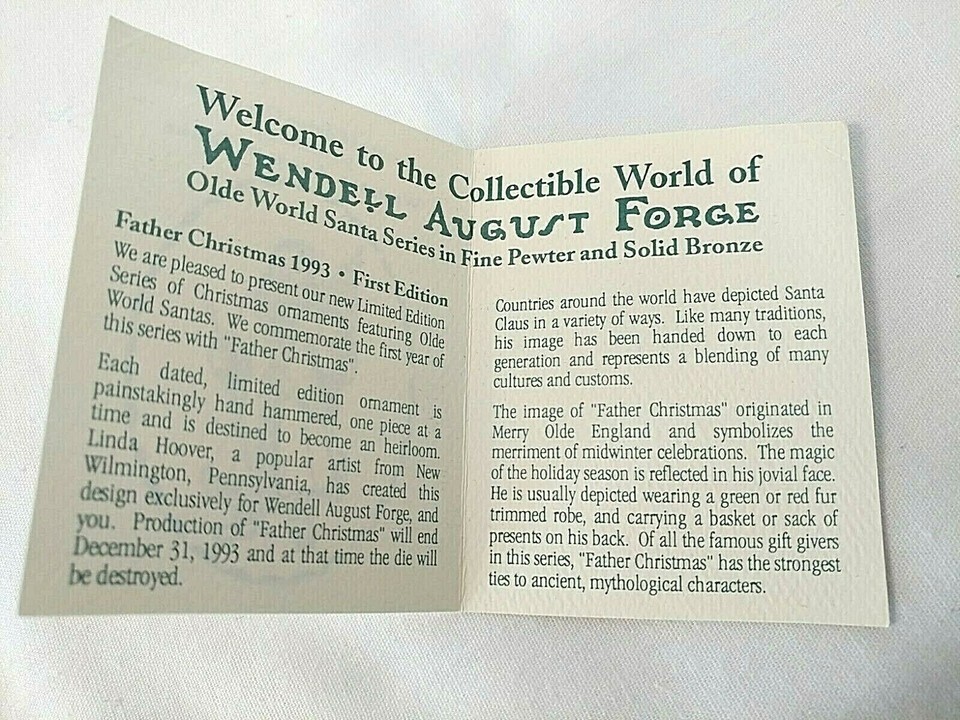 Welcome to the Collectible World of
WENDELL AUGUST FORGE
Olde World Santa Series in Fine Pewter and Solid Bronze
Father Christmas 1993 • First Edition
We are pleased to present our new Limited Edition
Series of Christmas ornaments featuring Olde
World Santas. We commemorate the first year of
this series with "Father Christmas".
Each dated, limited edition ornament is
painstakingly hand hammered, one piece at a
time and is destined to become an heirloom.
Linda Hoover, a popular artist from New
Wilmington, Pennsylvania, has created this
design exclusively for Wendell August Forge, and
you. Production of "Father Christmas" will end
December 31, 1993 and at that time the die will
be destroyed.
Countries around the world have depicted Santa
Claus in a variety of ways. Like many traditions,
his image has been handed down to each
generation and represents a blending of many
cultures and customs.
The image of "Father Christmas" originated in
Merry Olde England and symbolizes the
merriment of midwinter celebrations. The magic
of the holiday season is reflected in his jovial face.
He is usually depicted wearing a green or red fur
trimmed robe, and carrying a basket or sack of
presents on his back. Of all the famous gift givers
in this series, "Father Christmas" has the strongest
ties to ancient, mythological characters.